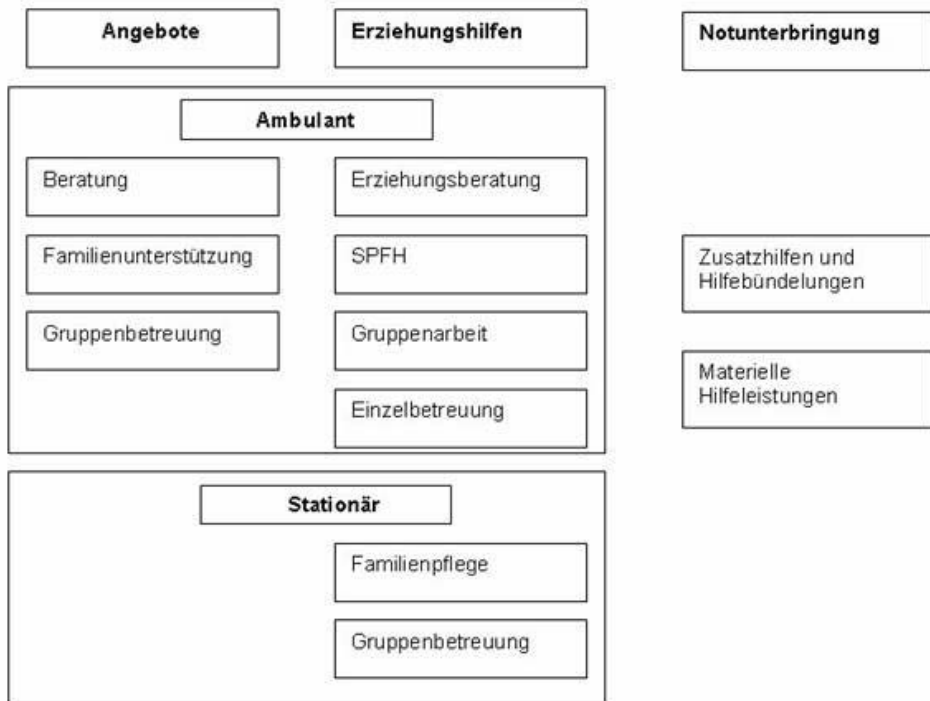 Angebote
Erziehungshilfen
Notunterbringung
Ambulant
Beratung
Erziehungsberatung
Familienunterstützung
SPFH
Zusatzhilfen und
Hilfebündelungen
Gruppenbetreuung
Gruppenarbeit
Materielle
Hilfeleistungen
Einzelbetreuung
Stationär
Familienpflege
Gruppenbetreuung